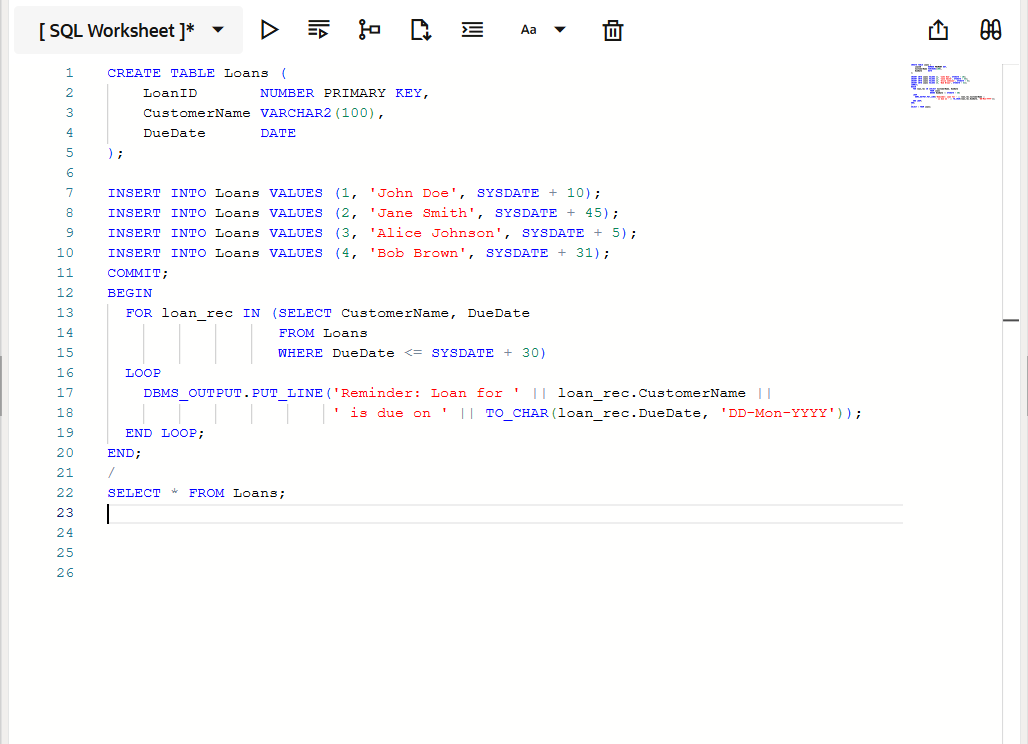 [ SQL Worksheet ]*
Aa
1 CREATE TABLE Loans (
2     LoanID       NUMBER PRIMARY KEY,
3     CustomerName VARCHAR2(100),
4     DueDate      DATE
5 );
6
7 INSERT INTO Loans VALUES (1, 'John Doe', SYSDATE + 10);
8 INSERT INTO Loans VALUES (2, 'Jane Smith', SYSDATE + 45);
9 INSERT INTO Loans VALUES (3, 'Alice Johnson', SYSDATE + 5);
10 INSERT INTO Loans VALUES (4, 'Bob Brown', SYSDATE + 31);
11 COMMIT;
12 BEGIN
13   FOR loan_rec IN (SELECT CustomerName, DueDate
14                    FROM Loans
15                    WHERE DueDate <= SYSDATE + 30)
16   LOOP
17     DBMS_OUTPUT.PUT_LINE('Reminder: Loan for ' || loan_rec.CustomerName ||
18                          ' is due on ' || TO_CHAR(loan_rec.DueDate, 'DD-Mon-YYYY'));
19   END LOOP;
20 END;
21 /
22 SELECT * FROM Loans;
23
24
25
26